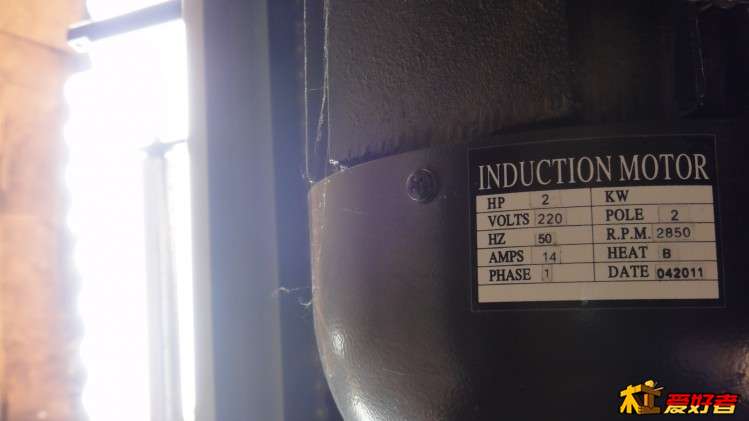 INDUCTION MOTOR
HP 2 KW
VOLTS 220 POLE 2
HZ 50 R.P.M. 2850
AMPS 14 HEAT B
PHASE 1 DATE 042011
木工爱好者